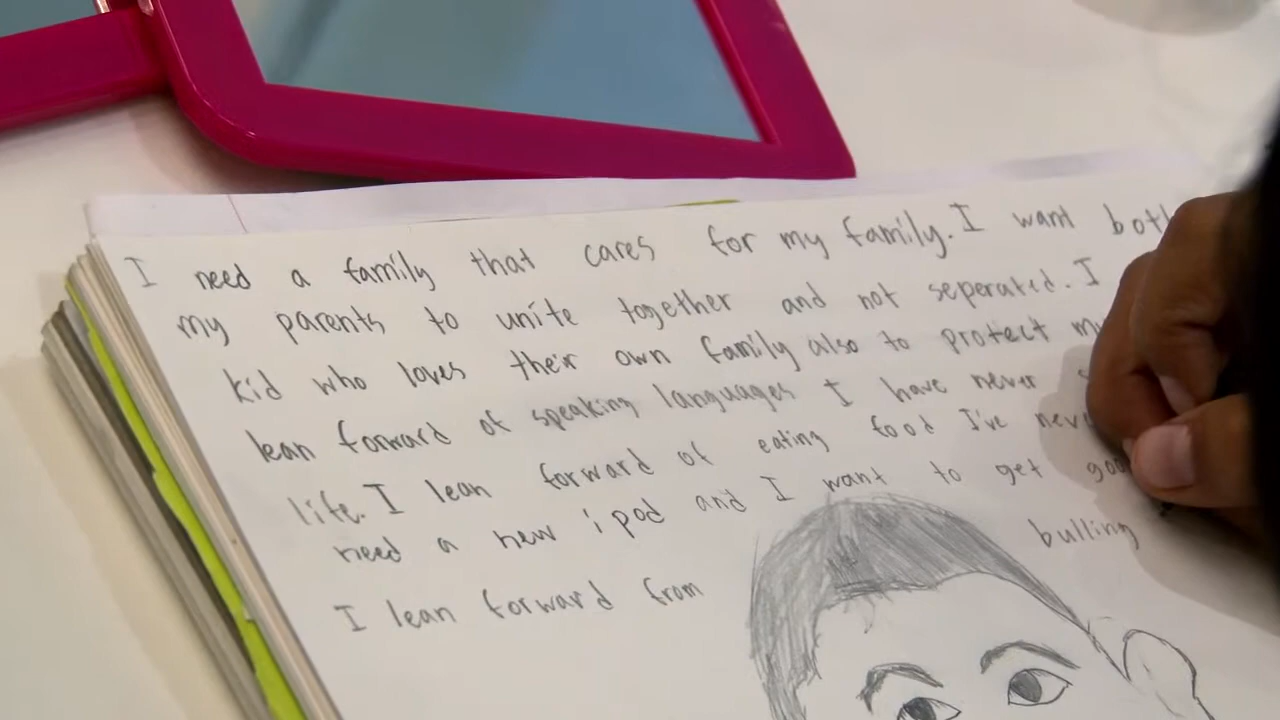 I need a family that cares for my family. I want both
my parents to unite together and not seperated. I
kid who loves their own family also to protect my
lean forward of speaking languages I have never
life. I lean forward of eating food I've never
need a new ipod and I want to get good
I lean forward from bulling